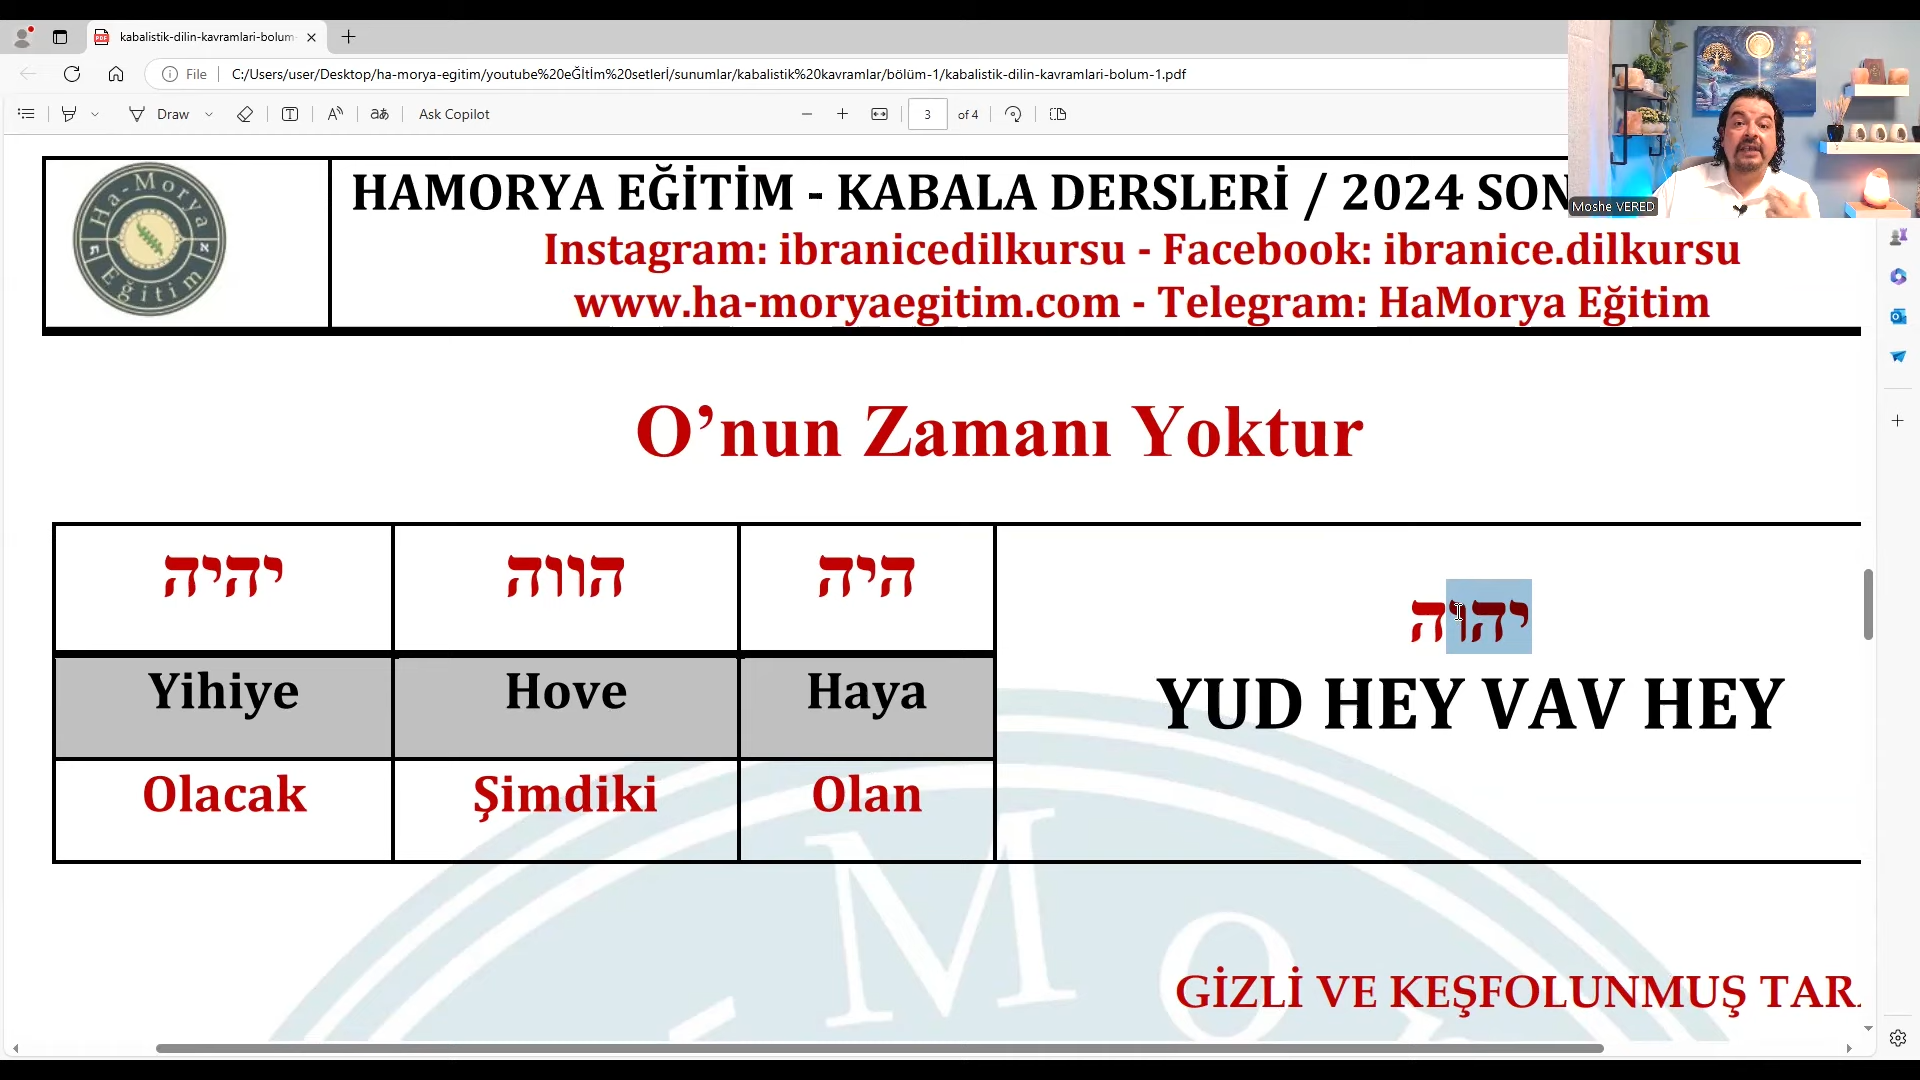 kabalistik-dilin-kavramlari-bolum-
File
C:/Users/user/Desktop/ha-morya-egitim/youtube%20eĞİtİm%20setlerİ/sunumlar/kabalistik%20kavramlar/bölüm-1/kabalistik-dilin-kavramlari-bolum-1.pdf
Draw
Ask Copilot
3 of 4
Moshe VERED
Ha-Morya
Eğitim
HAMORYA EĞİTİM - KABALA DERSLERİ / 2024 SON
Instagram: ibranicedilkursu - Facebook: ibranice.dilkursu
www.ha-moryaegitim.com - Telegram: HaMorya Eğitim
O’nun Zamanı Yoktur
יהיה הווה היה
Yihiye Hove Haya
Olacak Şimdiki Olan
יהוה
YUD HEY VAV HEY
GİZLİ VE KEŞFOLUNMUŞ TAR